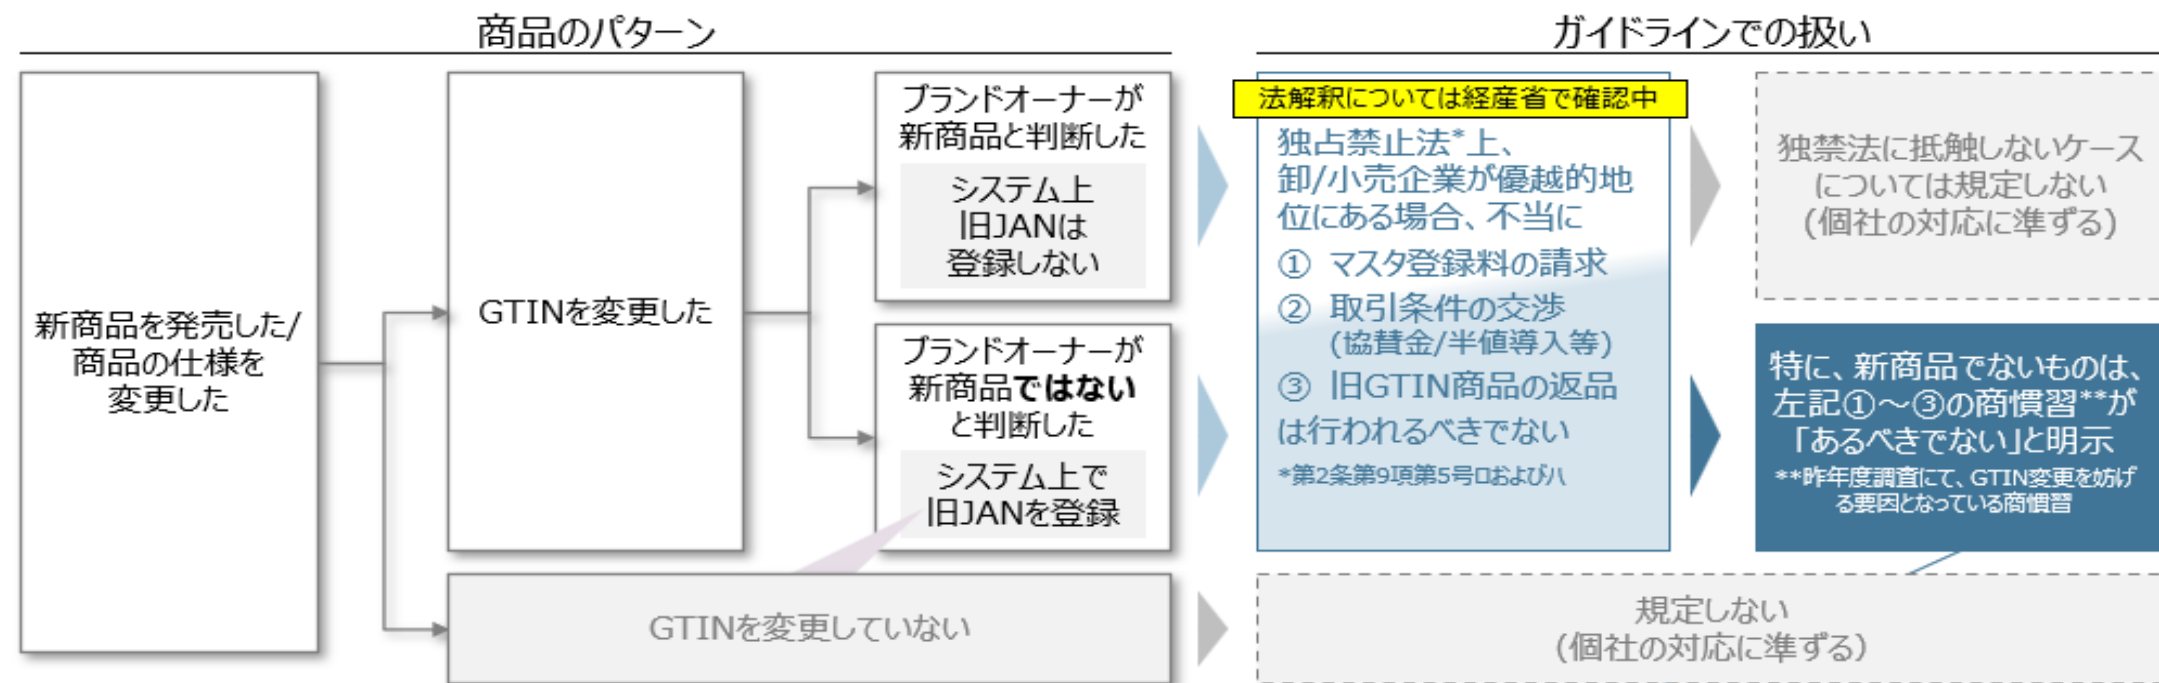 商品のパターン
ガイドラインでの扱い
新商品を発売した/
商品の仕様を
変更した
GTINを変更した
ブランドオーナーが
新商品と判断した
システム上
旧JANは
登録しない
ブランドオーナーが
新商品ではない
と判断した
システム上で
旧JANを登録
GTINを変更していない
法解釈については経産省で確認中
独占禁止法*上、
卸/小売企業が優越的地
位にある場合、不当に
① マスタ登録料の請求
② 取引条件の交渉
(協賛金/半値導入等)
③ 旧GTIN商品の返品
は行われるべきでない
*第2条第9項第5号ロおよびハ
独禁法に抵触しないケース
については規定しない
(個社の対応に準ずる)
特に、新商品でないものは、
左記①～③の商慣習**が
「あるべきでない」と明示
**昨年度調査にて、GTIN変更を妨げ
る要因となっている商慣習
規定しない
(個社の対応に準ずる)